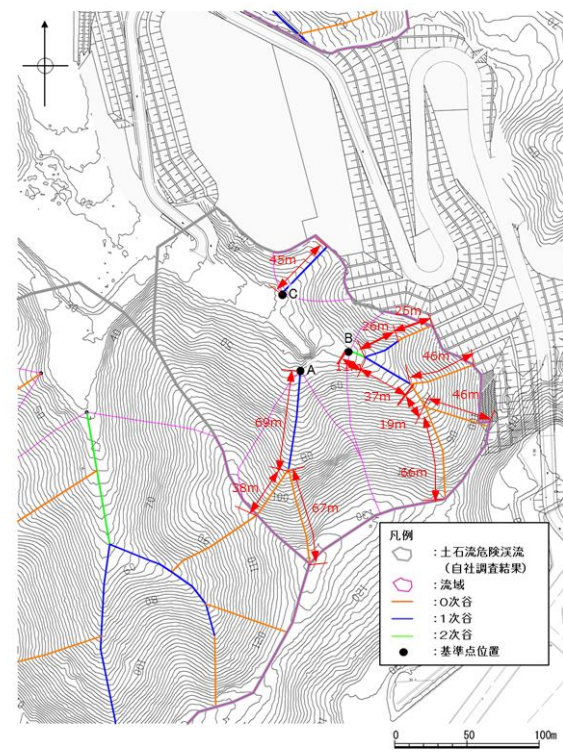 45m
C
25m
26m
B
46m
A
11m
37m
46m
19m
69m
66m
38m
67m
凡例
：土石流危険渓流
（自社調査結果）
：流域
：０次谷
：１次谷
：２次谷
：基準点位置
0 50 100m